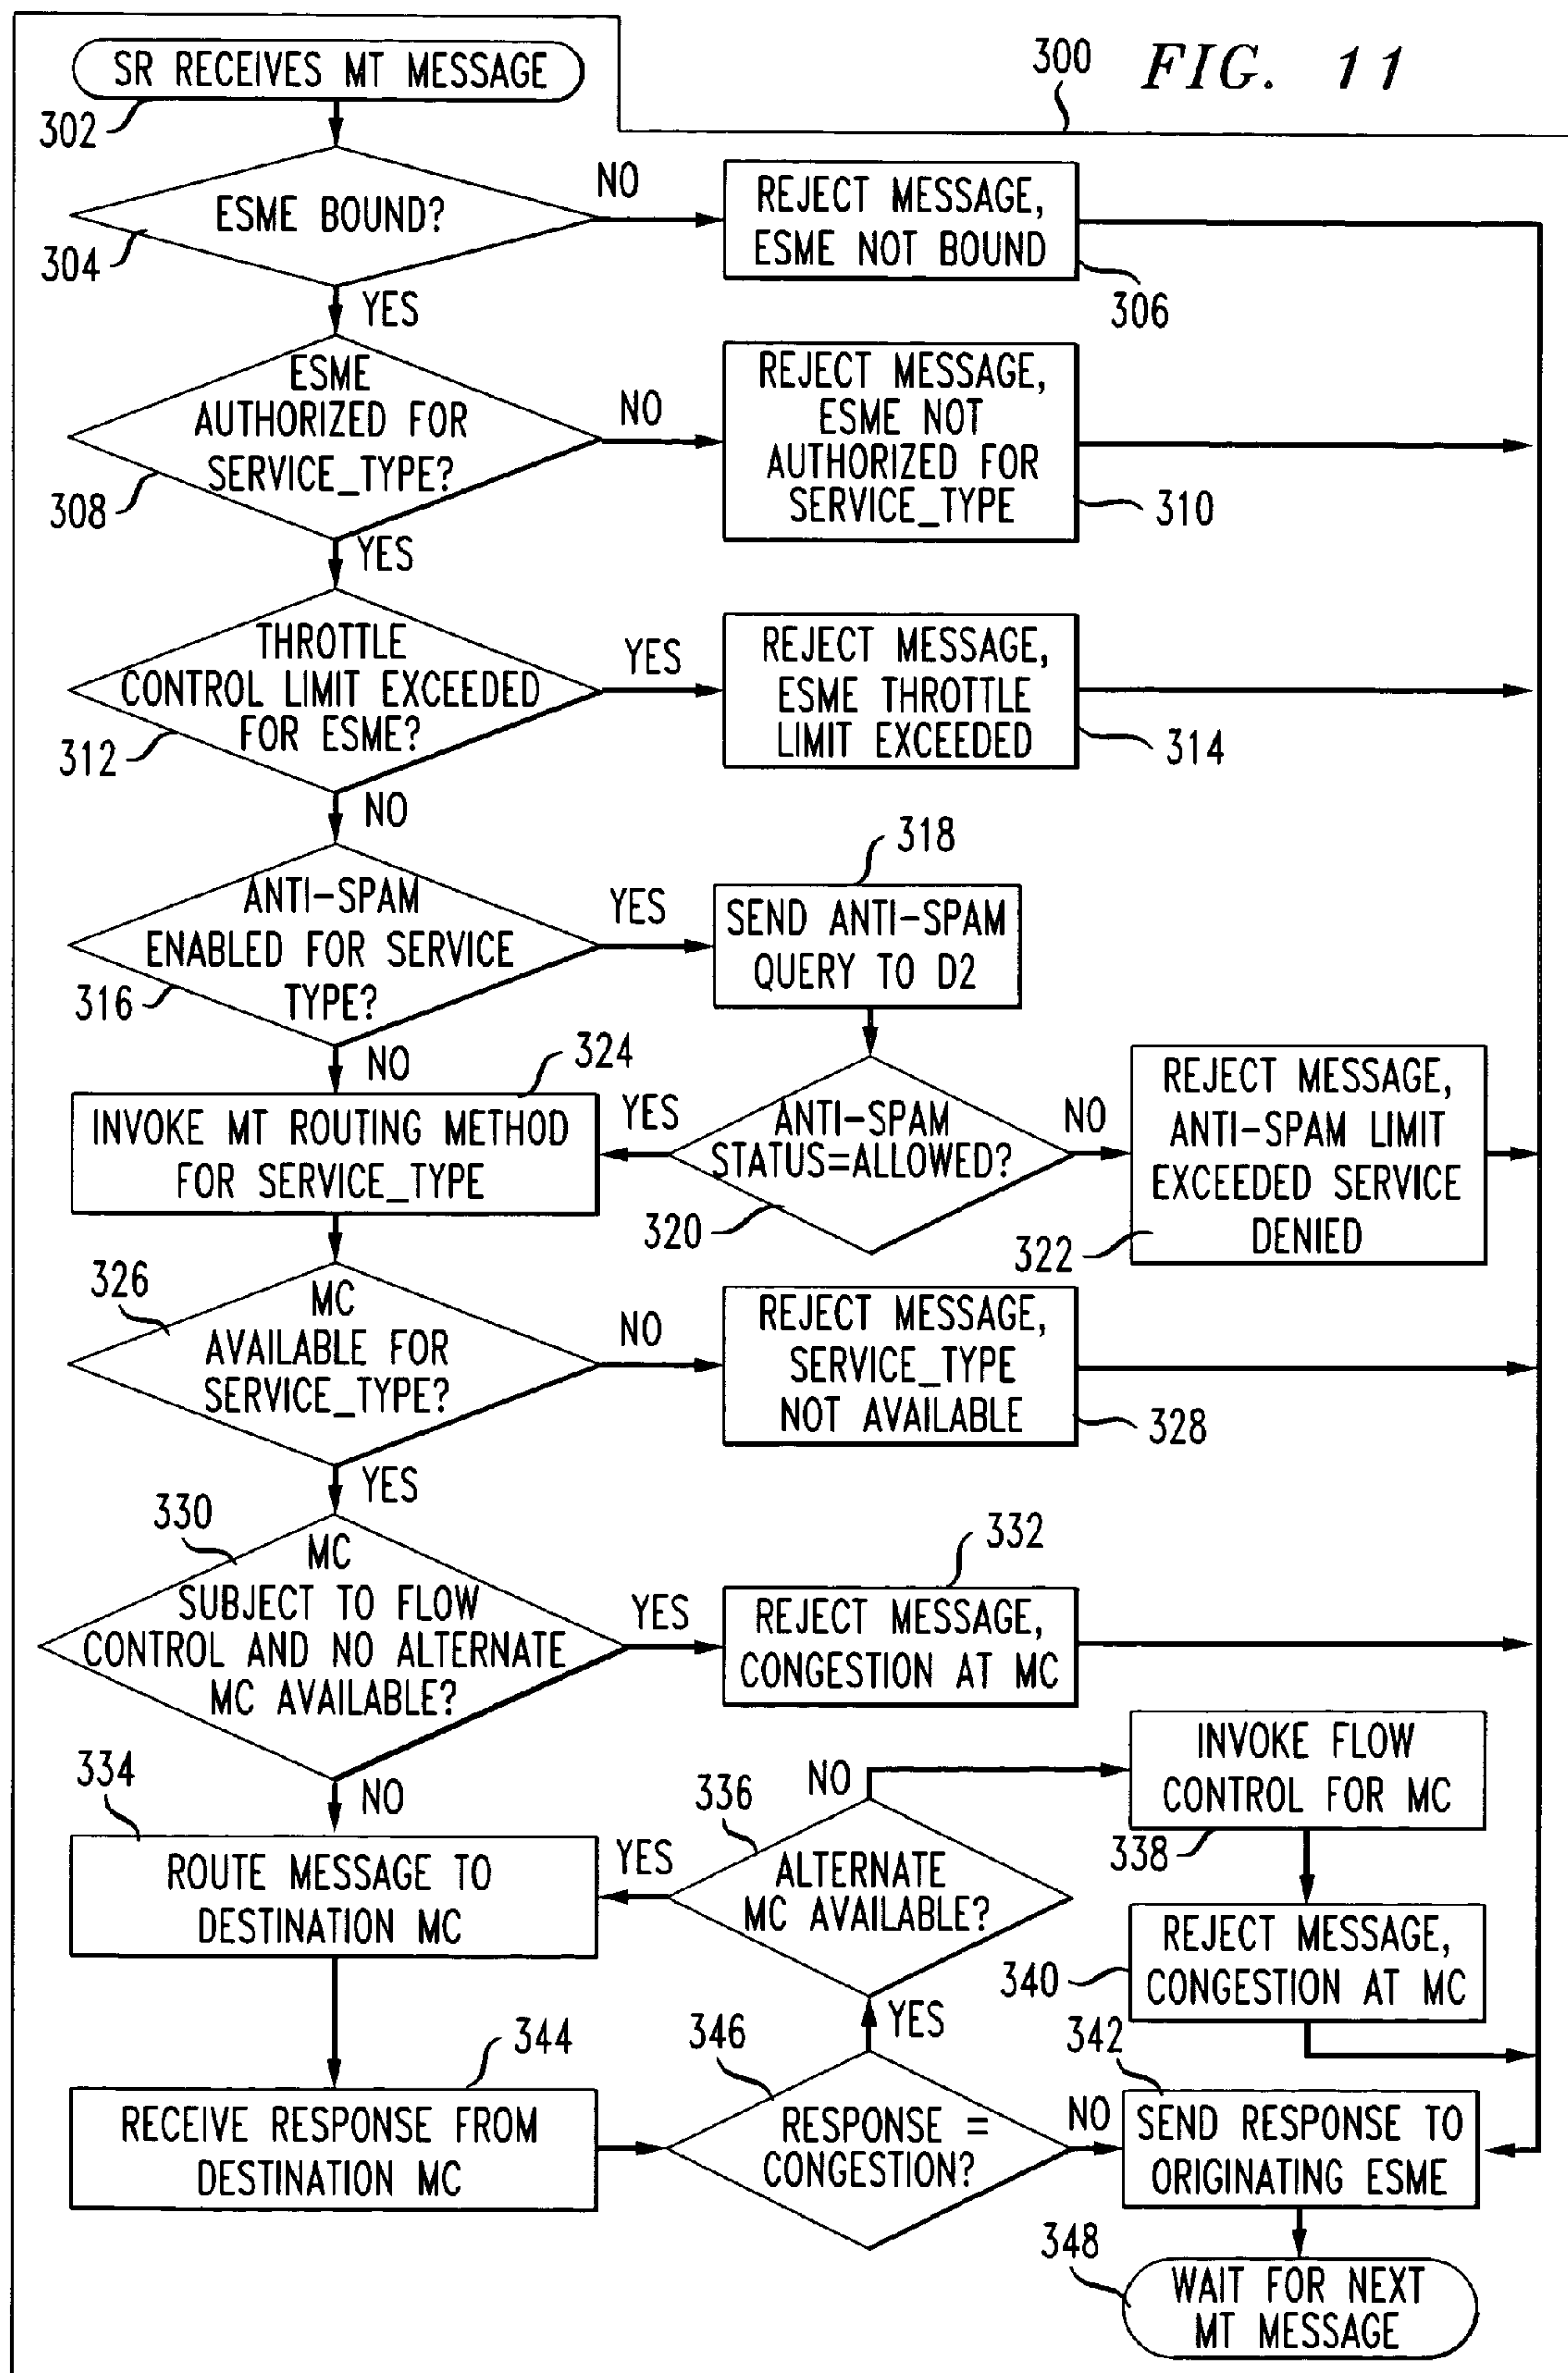 FIG. 11
300
SR RECEIVES MT MESSAGE
302
ESME BOUND?
304
NO
REJECT MESSAGE,
ESME NOT BOUND
306
YES
ESME
AUTHORIZED FOR
SERVICE_TYPE?
308
NO
REJECT MESSAGE,
ESME NOT
AUTHORIZED FOR
SERVICE_TYPE
310
YES
THROTTLE
CONTROL LIMIT EXCEEDED
FOR ESME?
312
YES
REJECT MESSAGE,
ESME THROTTLE
LIMIT EXCEEDED
314
NO
ANTI-SPAM
ENABLED FOR SERVICE
TYPE?
316
YES
318
SEND ANTI-SPAM
QUERY TO D2
NO
324
INVOKE MT ROUTING METHOD
FOR SERVICE_TYPE
YES
ANTI-SPAM
STATUS=ALLOWED?
320
NO
REJECT MESSAGE,
ANTI-SPAM LIMIT
EXCEEDED SERVICE
DENIED
322
326
MC
AVAILABLE FOR
SERVICE_TYPE?
NO
REJECT MESSAGE,
SERVICE_TYPE
NOT AVAILABLE
328
YES
330
MC
SUBJECT TO FLOW
CONTROL AND NO ALTERNATE
MC AVAILABLE?
YES
332
REJECT MESSAGE,
CONGESTION AT MC
NO
334
ROUTE MESSAGE TO
DESTINATION MC
YES
336
ALTERNATE
MC AVAILABLE?
NO
INVOKE FLOW
CONTROL FOR MC
338
REJECT MESSAGE,
CONGESTION AT MC
340
344
RECEIVE RESPONSE FROM
DESTINATION MC
346
YES
RESPONSE =
CONGESTION?
NO
342
SEND RESPONSE TO
ORIGINATING ESME
348
WAIT FOR NEXT
MT MESSAGE